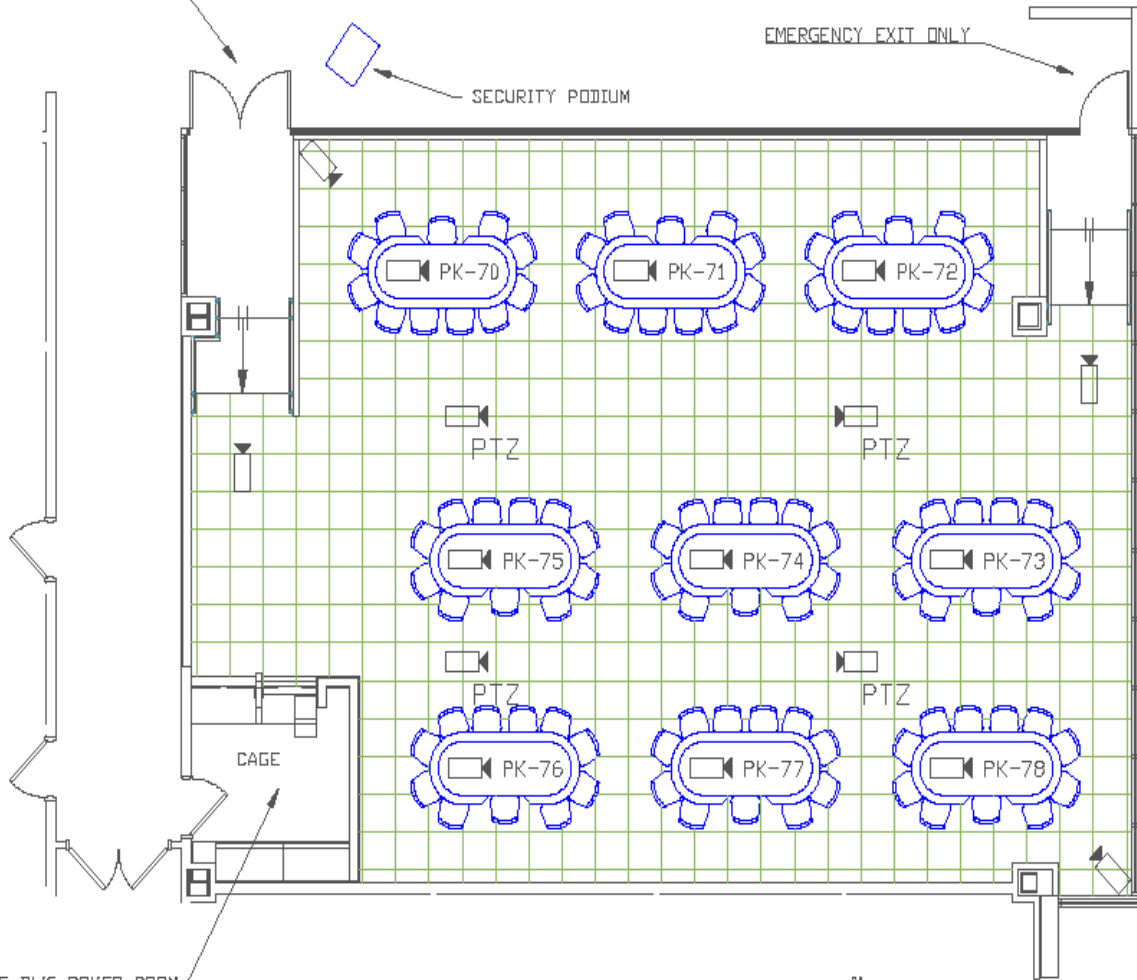 EMERGENCY EXIT ONLY
SECURITY PODIUM
PK-70
PK-71
PK-72
PTZ
PTZ
PK-75
PK-74
PK-73
PTZ
PTZ
CAGE
PK-76
PK-77
PK-78
POKER ROOM